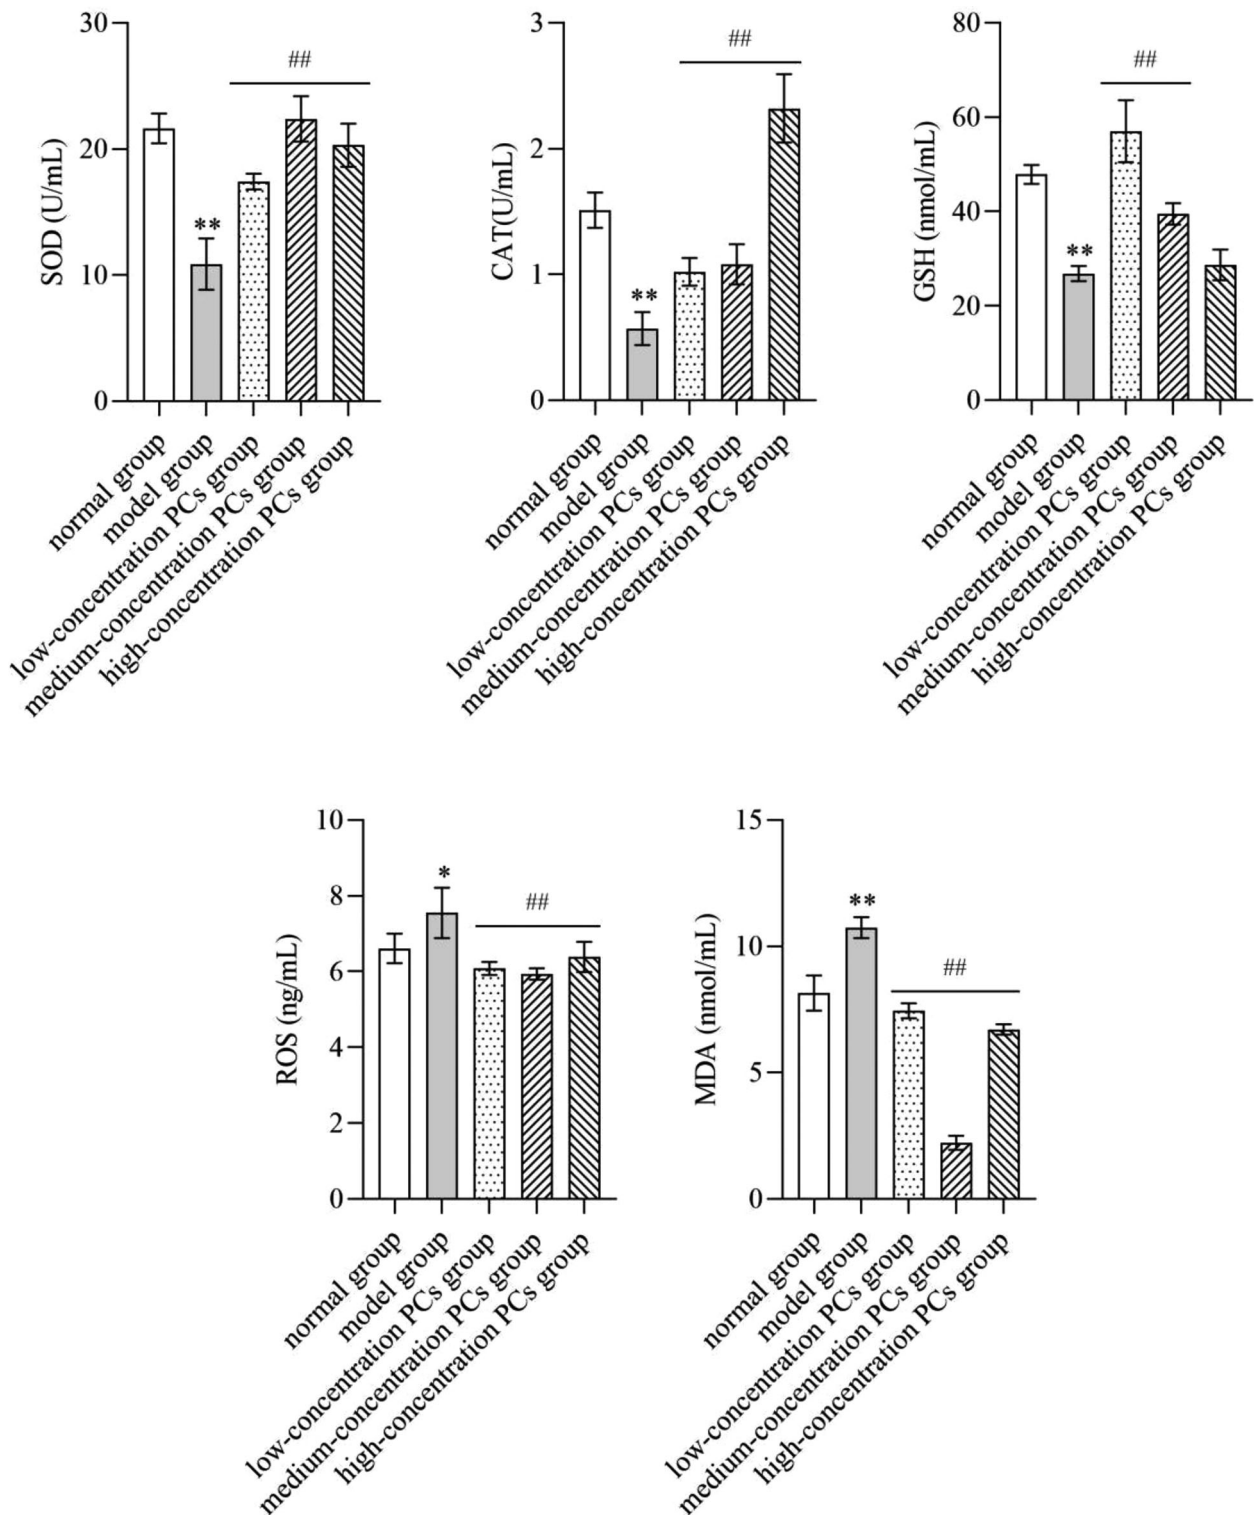 SOD (U/mL)
30
20
10
0
**
##
normal group
model group
low-concentration PCs group
medium-concentration PCs group
high-concentration PCs group
CAT(U/mL)
3
2
1
0
**
##
normal group
model group
low-concentration PCs group
medium-concentration PCs group
high-concentration PCs group
GSH (nmol/mL)
80
60
40
20
0
**
##
normal group
model group
low-concentration PCs group
medium-concentration PCs group
high-concentration PCs group
ROS (ng/mL)
10
8
6
4
2
0
*
##
normal group
model group
low-concentration PCs group
medium-concentration PCs group
high-concentration PCs group
MDA (nmol/mL)
15
10
5
0
**
##
normal group
model group
low-concentration PCs group
medium-concentration PCs group
high-concentration PCs group